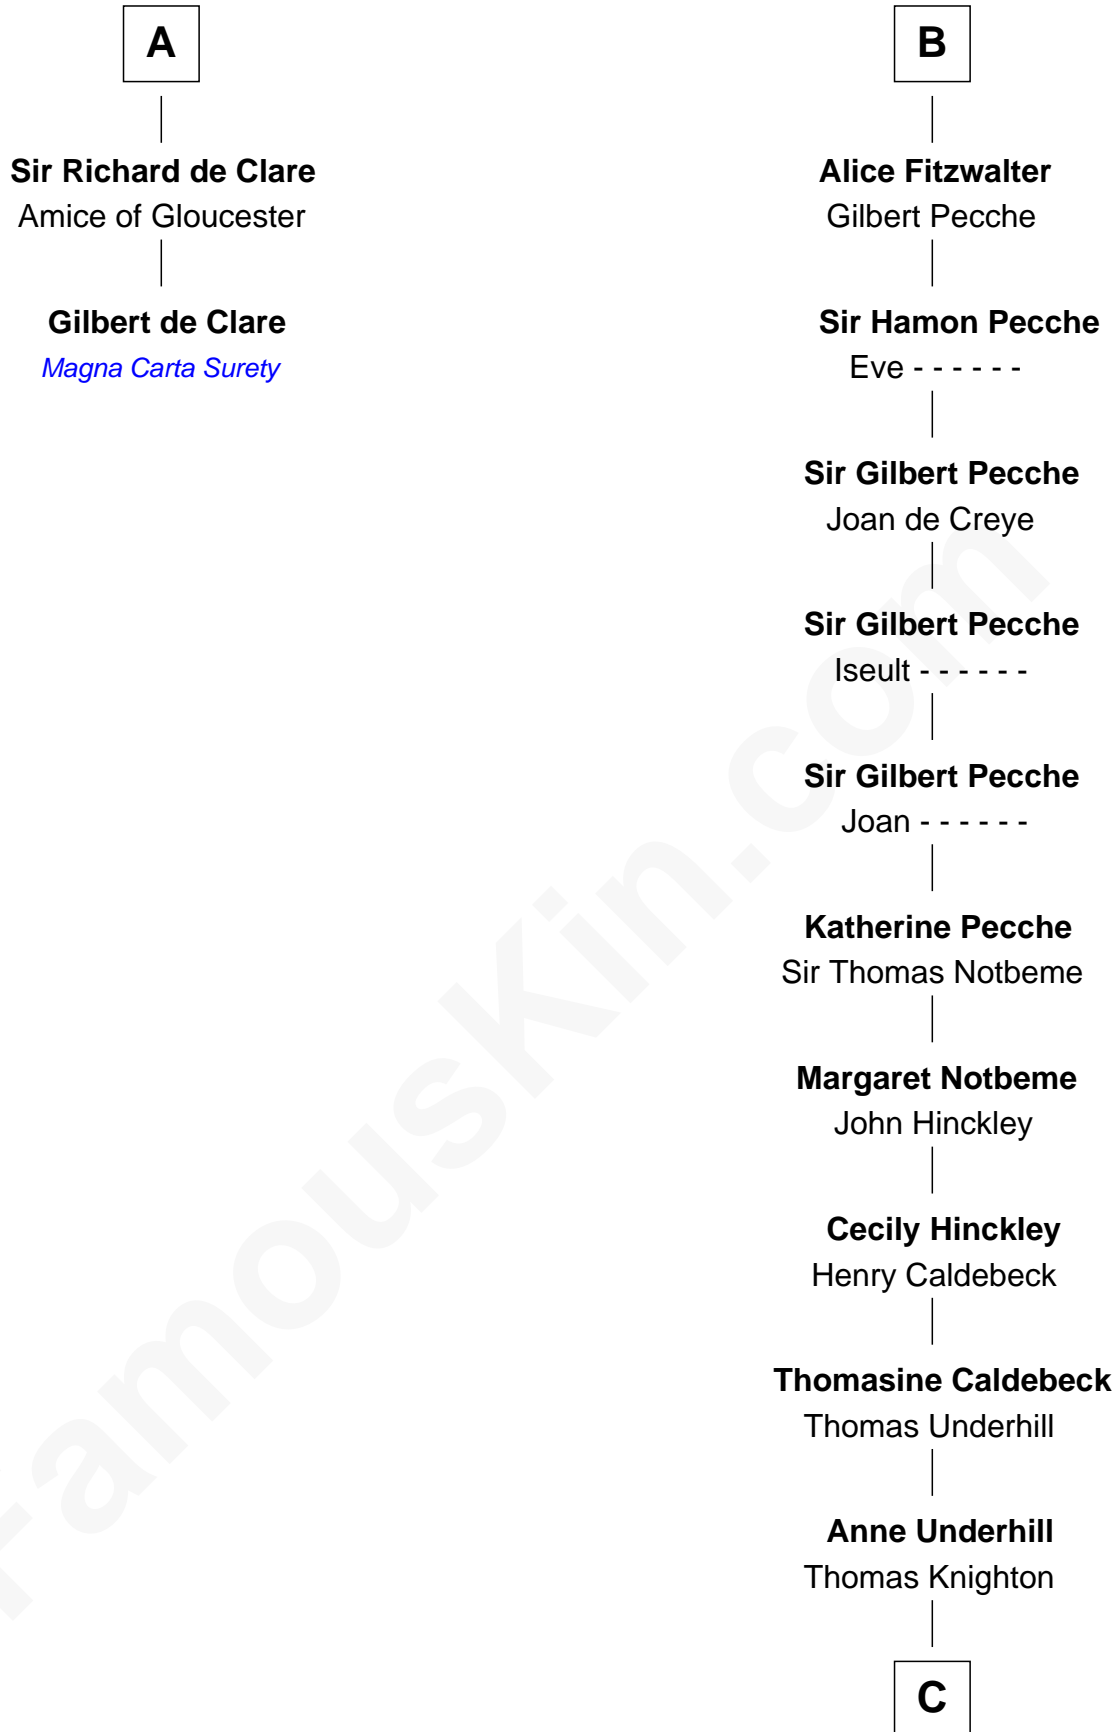 A
Sir Richard de Clare
Amice of Gloucester
Gilbert de Clare
Magna Carta Surety
B
Alice Fitzwalter
Gilbert Pecche
Sir Hamon Pecche
Eve - - - - - -
Sir Gilbert Pecche
Joan de Creye
Sir Gilbert Pecche
Iseult - - - - - -
Sir Gilbert Pecche
Joan - - - - - -
Katherine Pecche
Sir Thomas Notbeme
Margaret Notbeme
John Hinckley
Cecily Hinckley
Henry Caldebeck
Thomasine Caldebeck
Thomas Underhill
Anne Underhill
Thomas Knighton
C
FamousKin.com